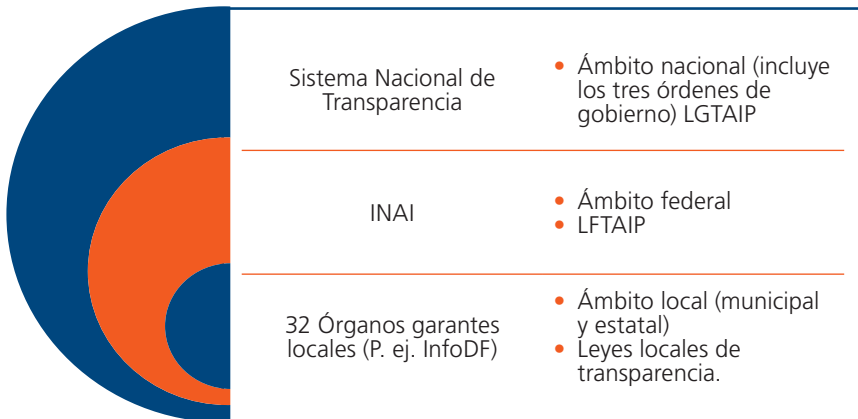 Sistema Nacional de
Transparencia
• Ámbito nacional (incluye
los tres órdenes de
gobierno) LGTAIP
INAI
• Ámbito federal
• LFTAIP
32 Órganos garantes
locales (P. ej. InfoDF)
• Ámbito local (municipal
y estatal)
• Leyes locales de
transparencia.